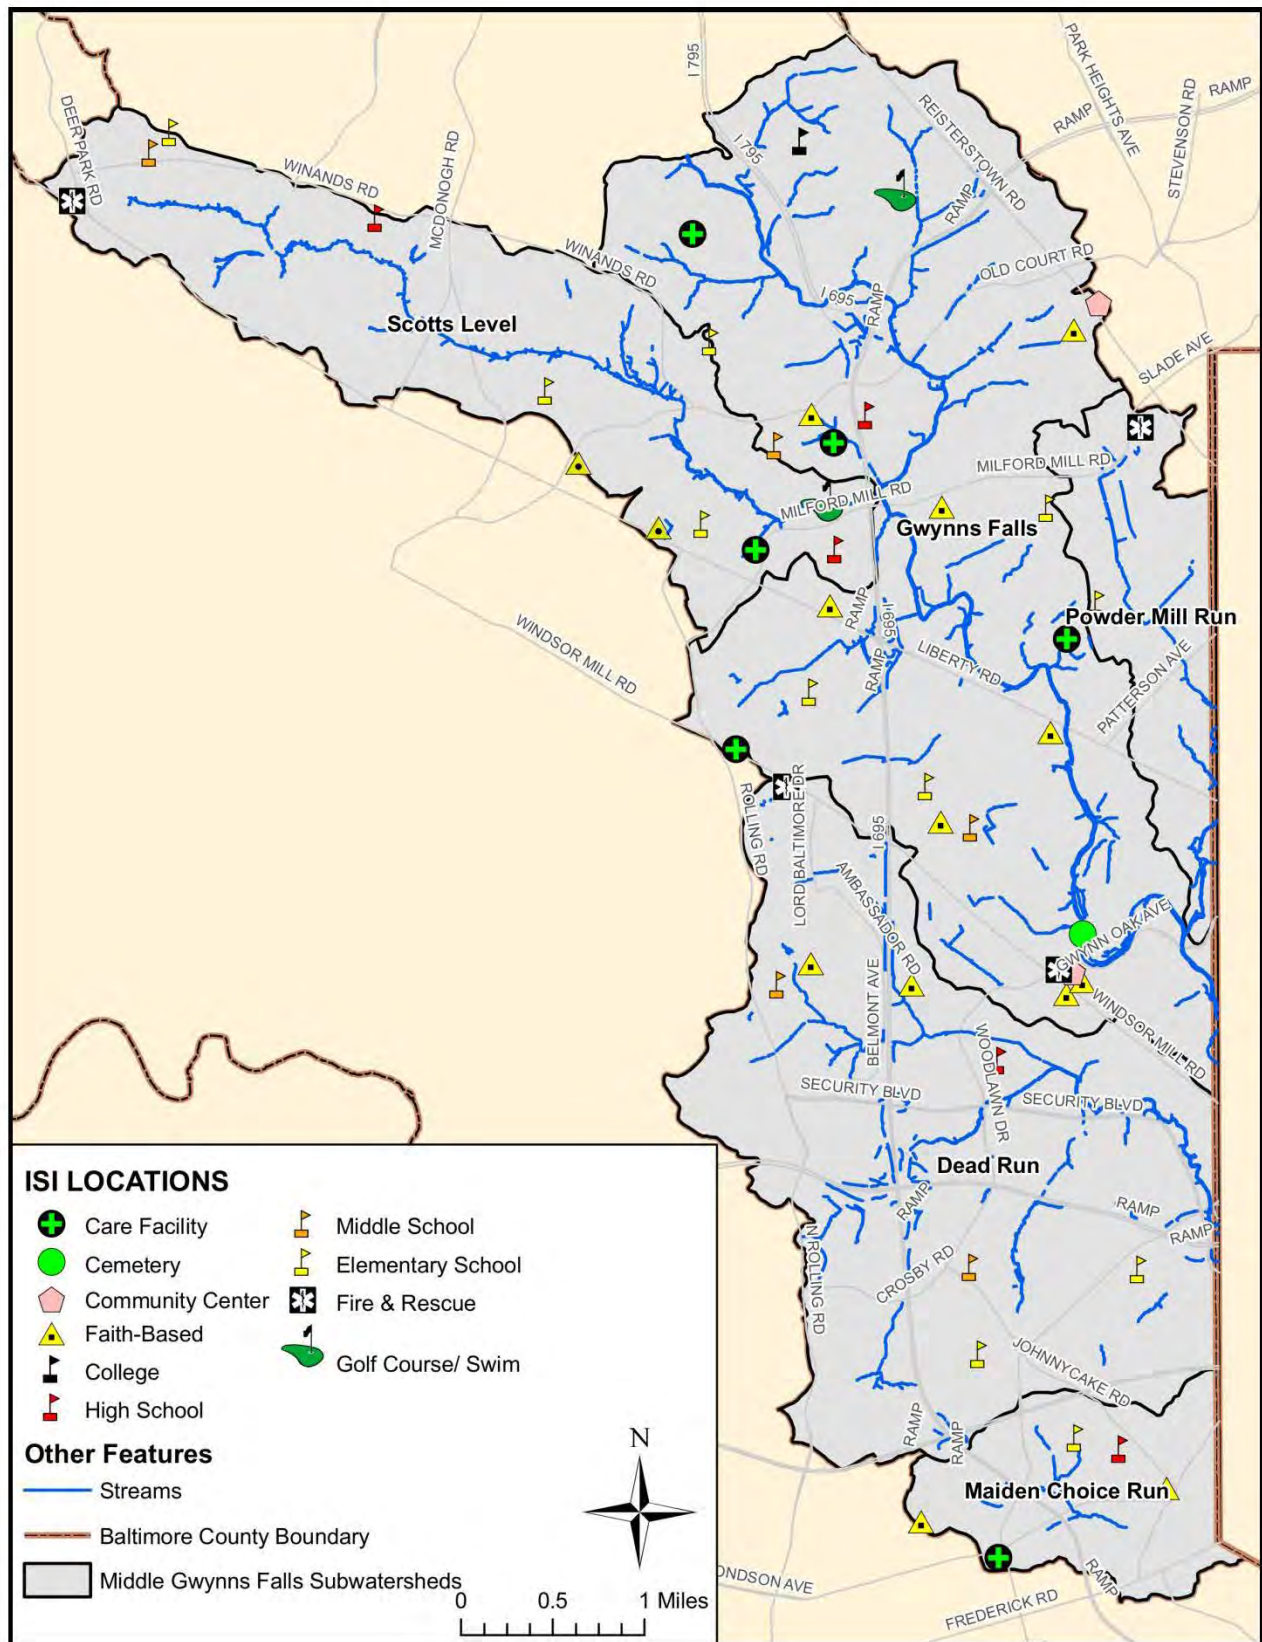 I 795
PARK HEIGHTS AVE
RAMP
STEVENSON RD
RAMP
REISTERSTOWN RD
DEER PARK RD
I 795
WINANDS RD
MCDONOGH RD
RAMP
WINANDS RD
OLD COURT RD
I 695
RAMP
Scotts Level
SLADE AVE
MILFORD MILL RD
MILFORD MILL RD
Gwynns Falls
RAMP
I 695
Powder Mill Run
WINDSOR MILL RD
RAMP
LIBERTY RD
PATTERSON AVE
ROLLING RD
LORD BALTIMORE DR
I 695
AMBASSADOR RD
GWYNN OAK AVE
BELMONT AVE
WINDSOR MILL RD
WOODLAWN DR
SECURITY BLVD
SECURITY BLVD
Dead Run
RAMP
RAMP
RAMP
N ROLLING RD
CROSBY RD
JOHNNYCAKE RD
RAMP
RAMP
Maiden Choice Run
ONDSON AVE
RAMP
FREDERICK RD
ISI LOCATIONS
Care Facility
Cemetery
Community Center
Faith-Based
College
High School
Middle School
Elementary School
Fire & Rescue
Golf Course/ Swim
Other Features
Streams
Baltimore County Boundary
Middle Gwynns Falls Subwatersheds
N
0 0.5 1 Miles